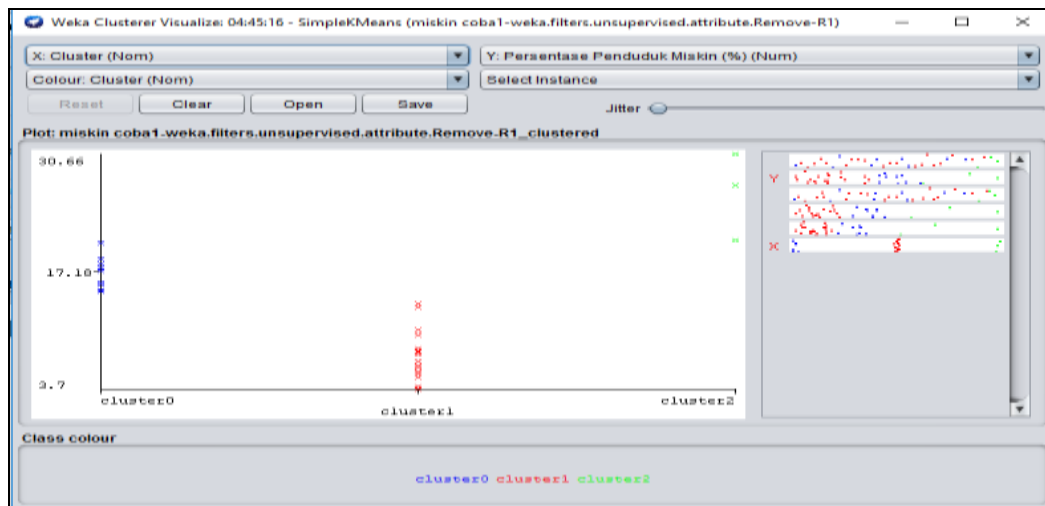 Weka Clusterer Visualize: 04:45:16 - SimpleKMeans (miskin coba1-weka.filters.unsupervised.attribute.Remove-R1)
X: Cluster (Nom) Y: Persentase Penduduk Miskin (%) (Num)
Colour: Cluster (Nom) Select Instance
Reset Clear Open Save Jitter
Plot: miskin coba1-weka.filters.unsupervised.attribute.Remove-R1_clustered
30.66
17.18
3.7
cluster0 cluster1 cluster2
Y
X
Class colour
cluster0 cluster1 cluster2